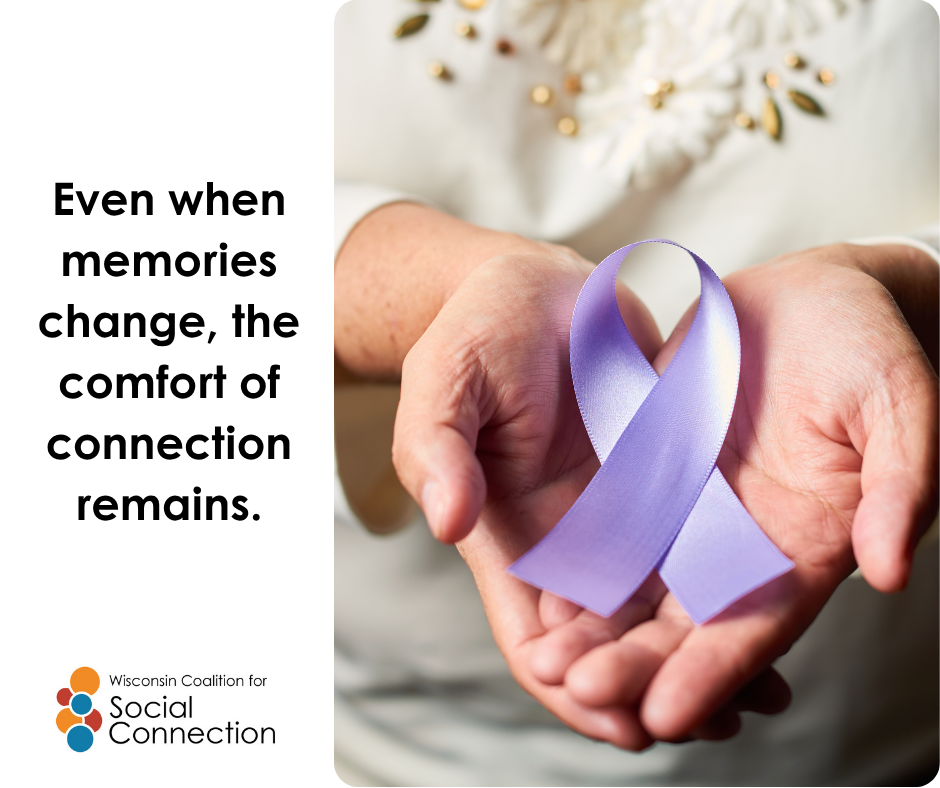 Even when
memories
change, the
comfort of
connection
remains.
Wisconsin Coalition for
Social
Connection